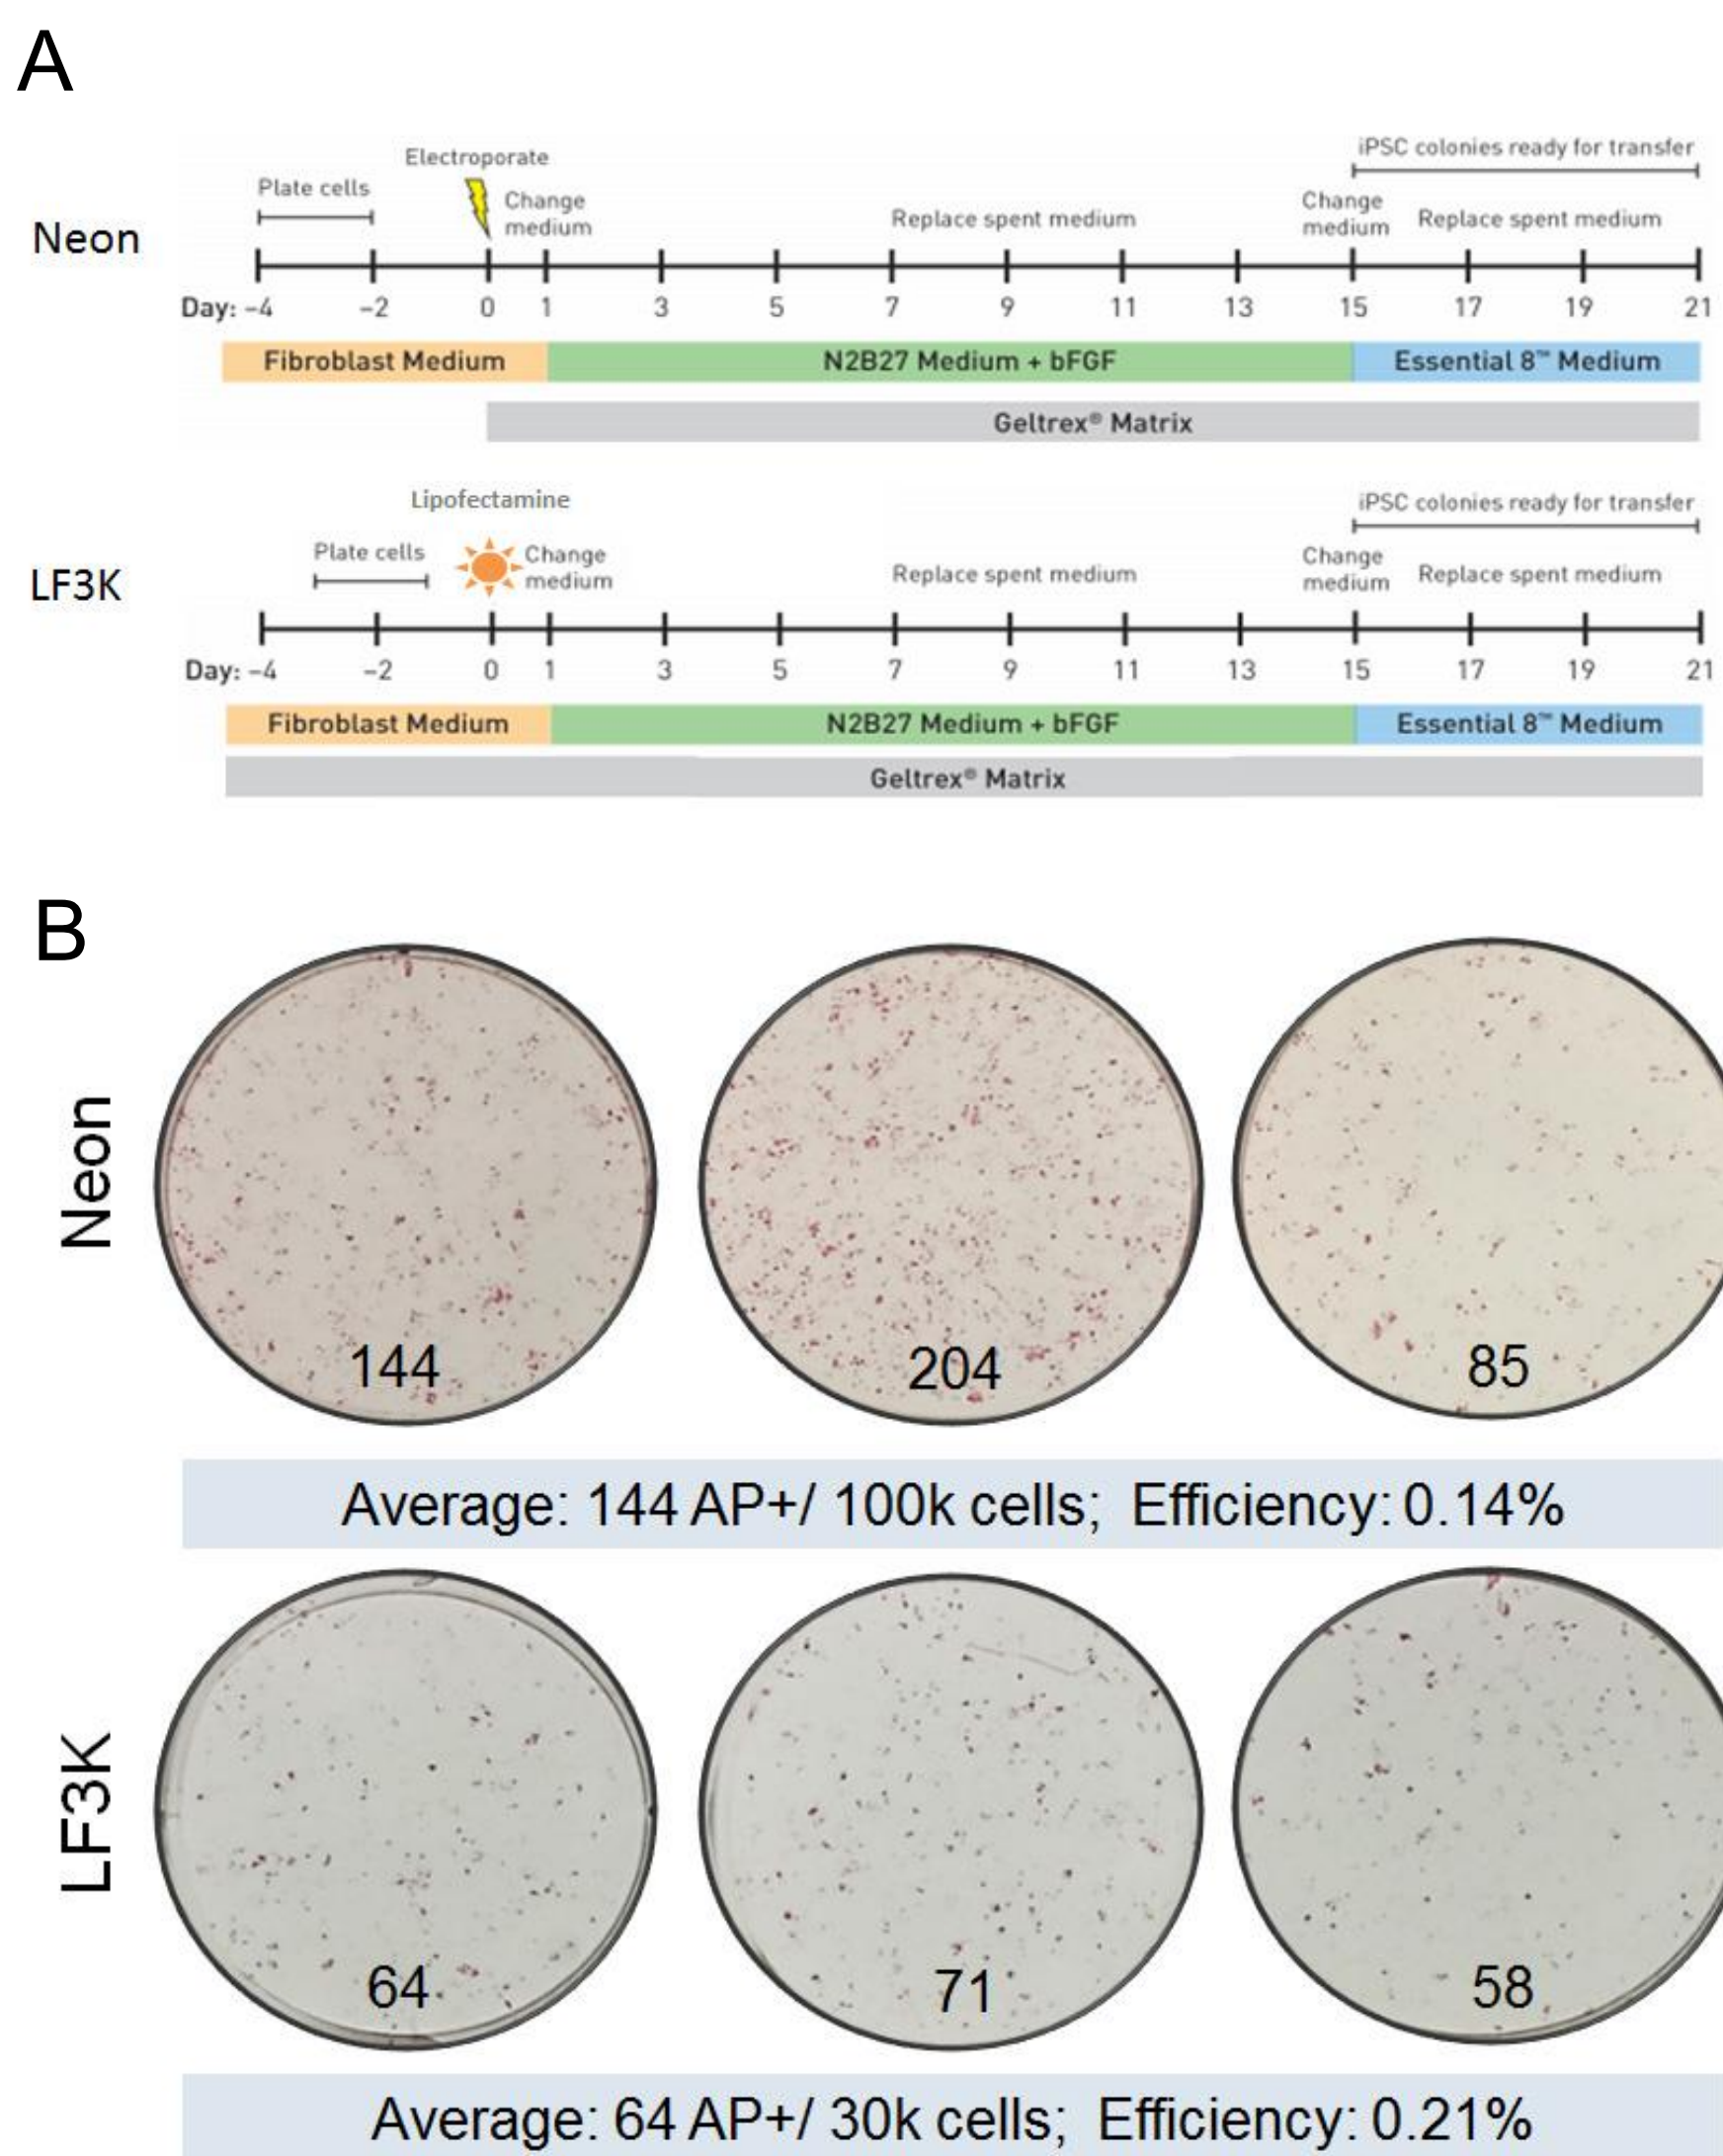 A
Electroporate
iPSC colonies ready for transfer
Plate cells
Change
medium
Replace spent medium
Change
medium
Replace spent medium
Neon
Day: –4 –2 0 1 3 5 7 9 11 13 15 17 19 21
Fibroblast Medium N2B27 Medium + bFGF Essential 8™ Medium
Geltrex® Matrix
Lipofectamine
iPSC colonies ready for transfer
Plate cells
Change
medium
Replace spent medium
Change
medium
Replace spent medium
LF3K
Day: –4 –2 0 1 3 5 7 9 11 13 15 17 19 21
Fibroblast Medium N2B27 Medium + bFGF Essential 8™ Medium
Geltrex® Matrix
B
Neon
144 204 85
Average: 144 AP+/ 100k cells; Efficiency: 0.14%
LF3K
64 71 58
Average: 64 AP+/ 30k cells; Efficiency: 0.21%